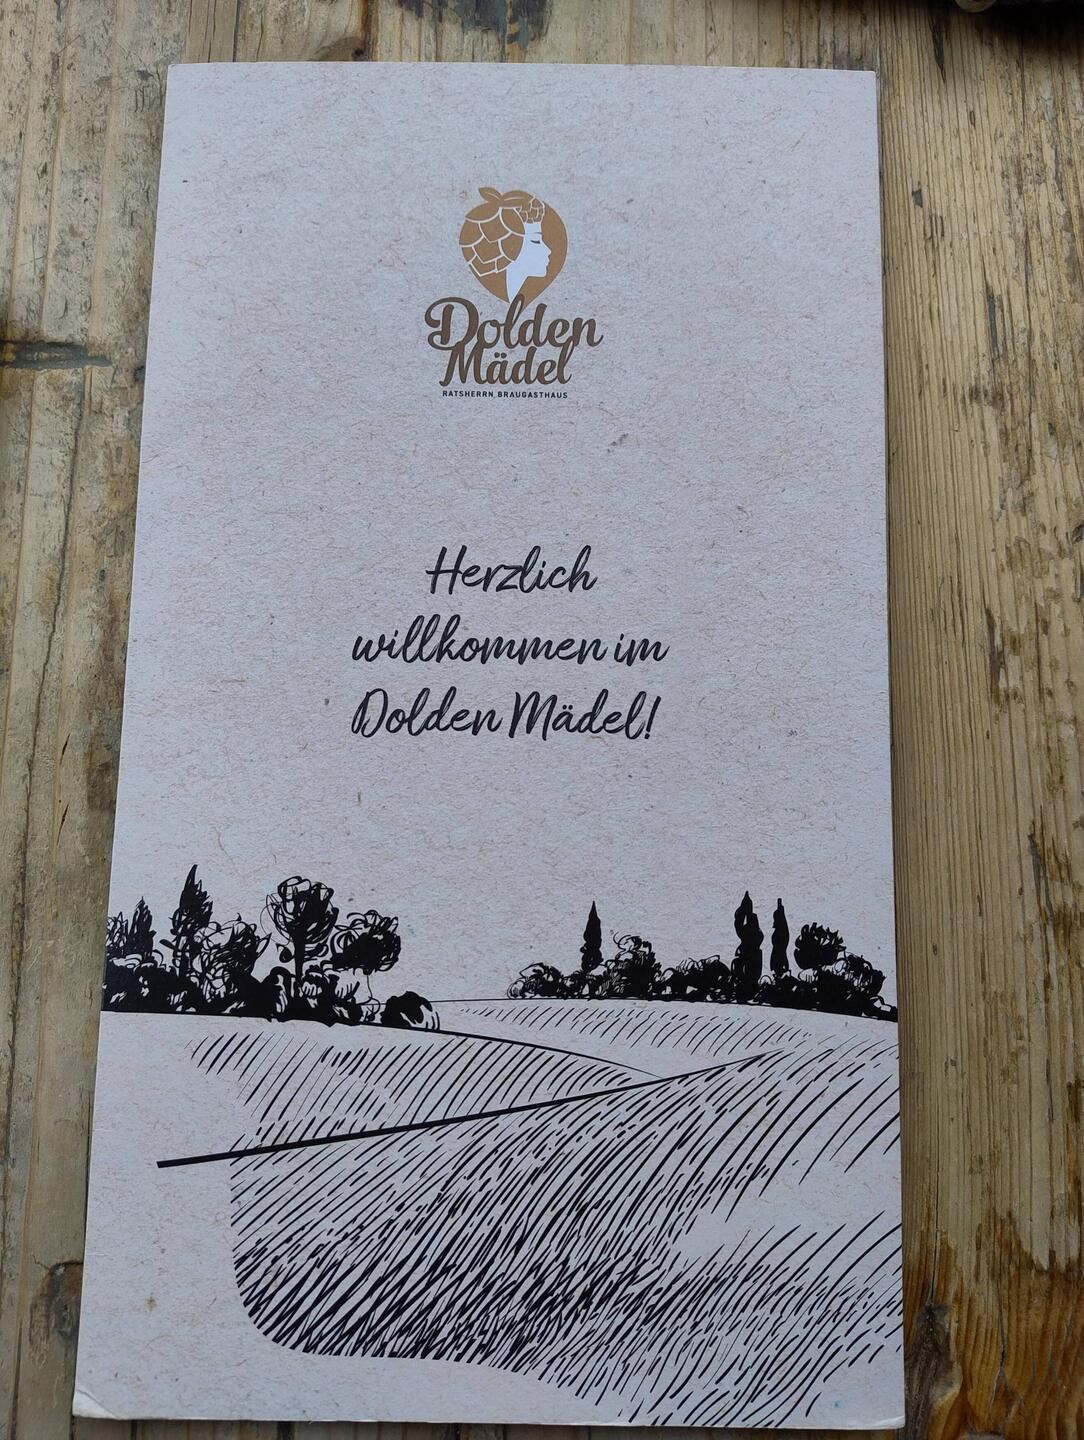 Dolden
Mädel
RATSHERRN BRAUGASTHAUS
Herzlich
willkommen im
Dolden Mädel!